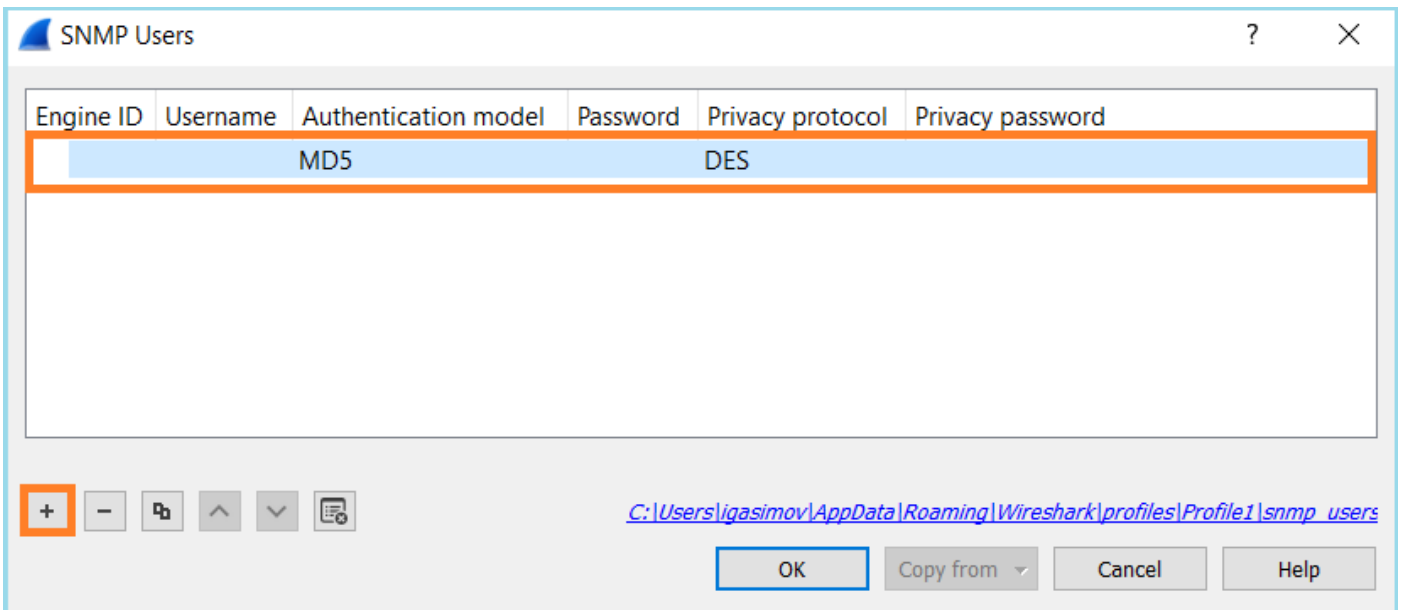 SNMP Users ?
Engine ID Username Authentication model Password Privacy protocol Privacy password
MD5 DES
C:\Users\igasimov\AppData\Roaming\Wireshark\profiles\Profile1\snmp_users
OK Copy from Cancel Help